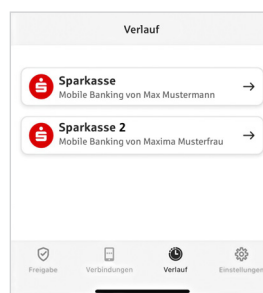 Verlauf
Sparkasse
Mobile Banking von Max Mustermann
Sparkasse 2
Mobile Banking von Maxima Musterfrau
Freigabe
Verbindungen
Verlauf
Einstellungen